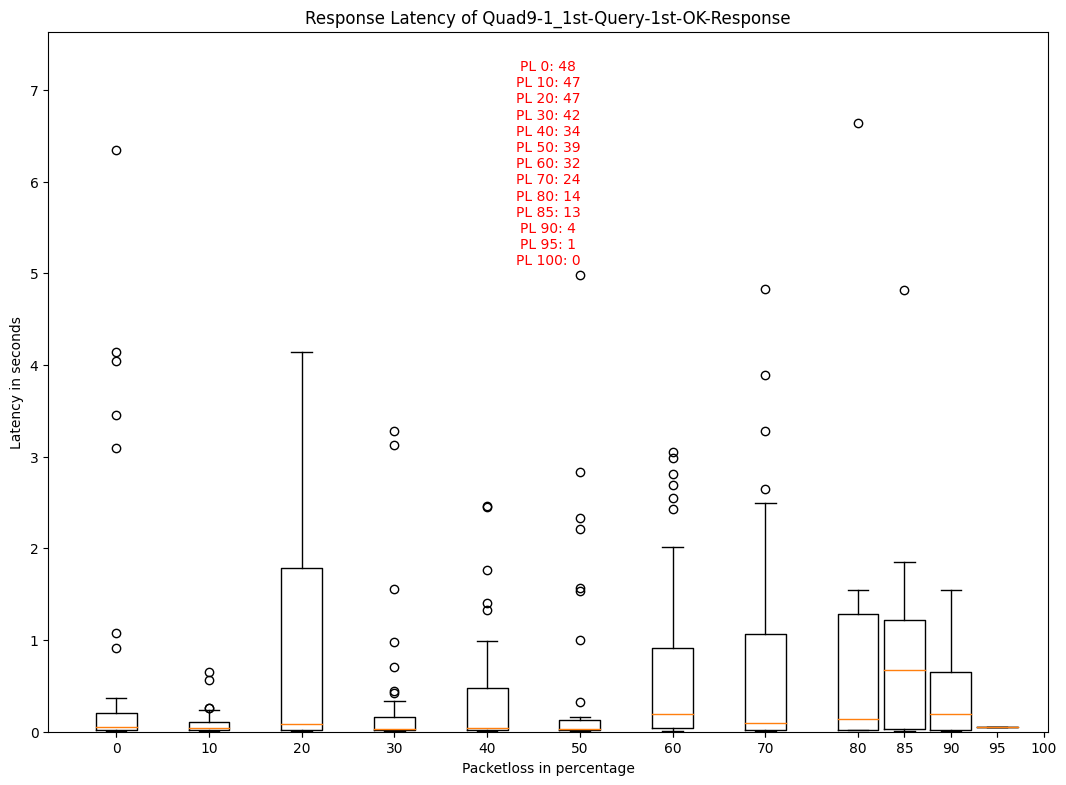 Response Latency of Quad9-1_1st-Query-1st-OK-Response
PL 0: 48
PL 10: 47
PL 20: 47
PL 30: 42
PL 40: 34
PL 50: 39
PL 60: 32
PL 70: 24
PL 80: 14
PL 85: 13
PL 90: 4
PL 95: 1
PL 100: 0
Latency in seconds
7
6
5
4
3
2
1
0
0 10 20 30 40 50 60 70 80 85 90 95 100
Packetloss in percentage